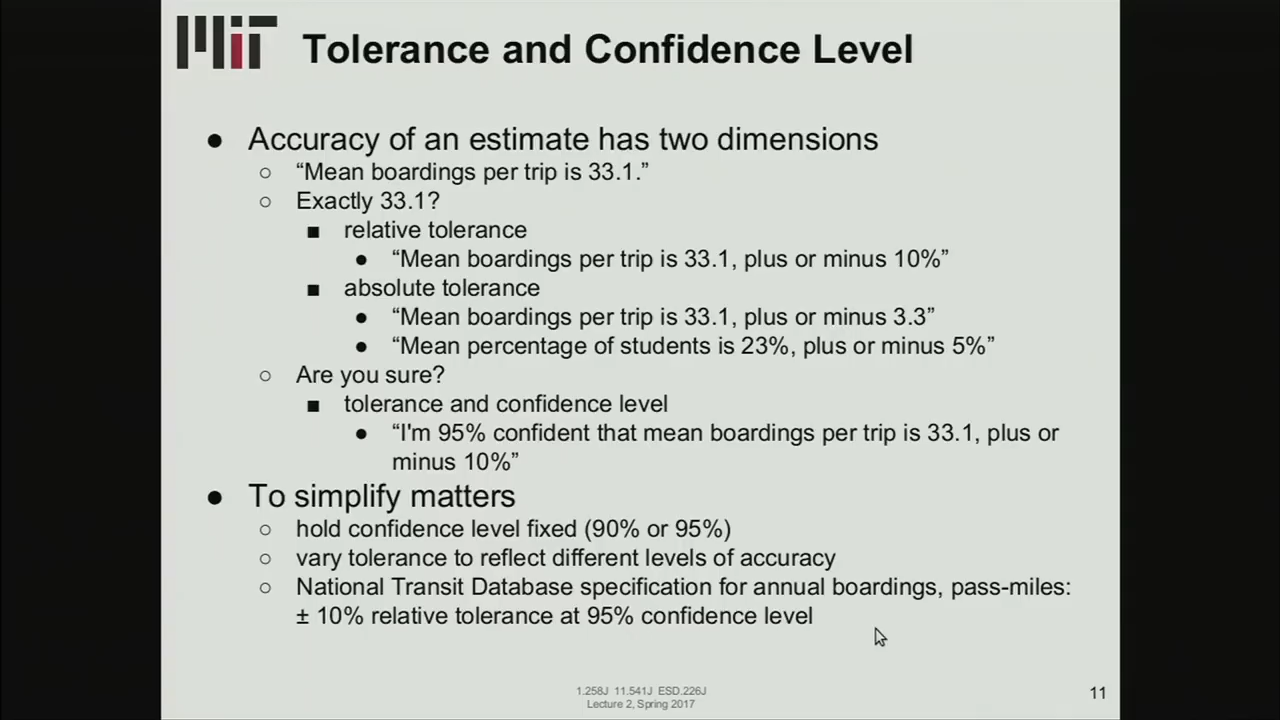 MIT
Tolerance and Confidence Level
● Accuracy of an estimate has two dimensions
○ “Mean boardings per trip is 33.1.”
○ Exactly 33.1?
■ relative tolerance
● “Mean boardings per trip is 33.1, plus or minus 10%”
■ absolute tolerance
● “Mean boardings per trip is 33.1, plus or minus 3.3”
● “Mean percentage of students is 23%, plus or minus 5%”
○ Are you sure?
■ tolerance and confidence level
● “I'm 95% confident that mean boardings per trip is 33.1, plus or
minus 10%”
● To simplify matters
○ hold confidence level fixed (90% or 95%)
○ vary tolerance to reflect different levels of accuracy
○ National Transit Database specification for annual boardings, pass-miles:
± 10% relative tolerance at 95% confidence level
1.258J 11.541J ESD.226J
Lecture 2, Spring 2017
11